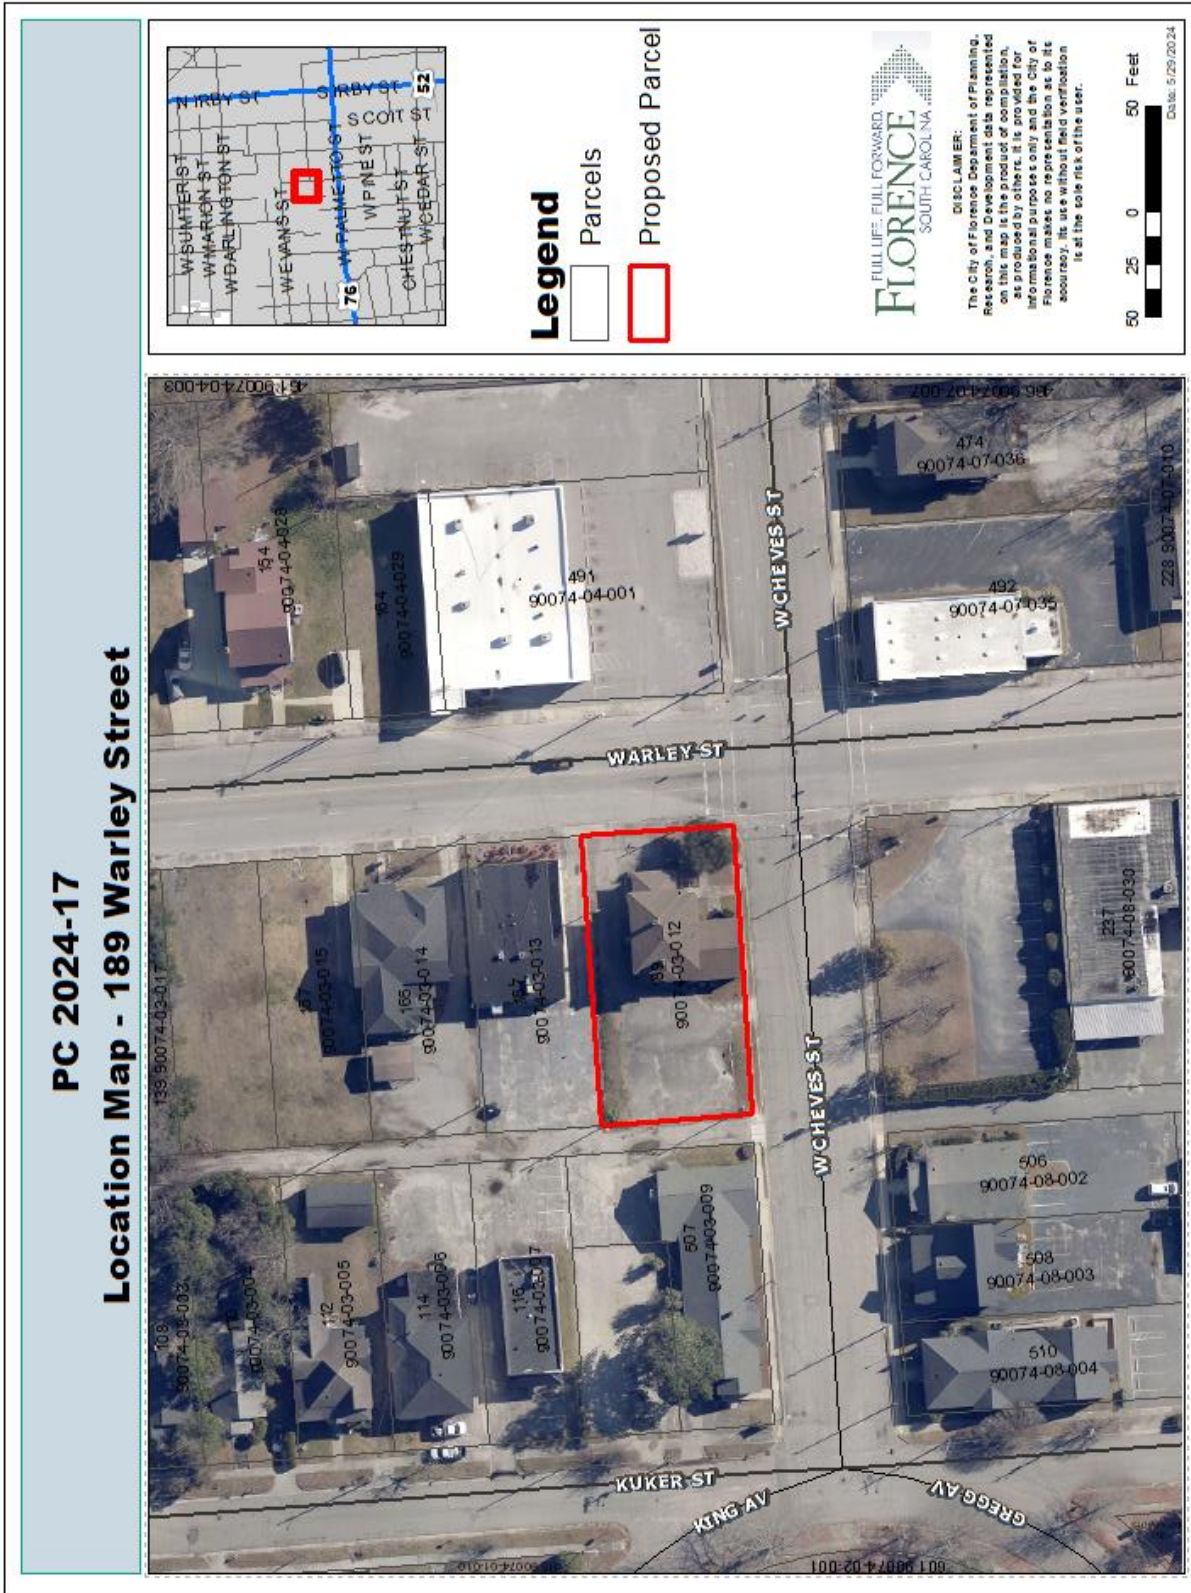 PC 2024-17
Location Map - 189 Warley Street
W SUMTER ST
W MARION ST
W DARLINGTON ST
W EVANS ST
N IRBY ST
S IRBY ST
S COIT ST
W PALMETTO ST
W PINE ST
CHESTNUT ST
W CEDAR ST
76
52
Legend
Parcels
Proposed Parcel
FULL LIFE. FULL FORWARD.
FLORENCE
SOUTH CAROLINA
DISCLAIMER:
The City of Florence Department of Planning,
Research, and Development data represented
on this map is the product of compilation,
as produced by others. It is provided for
informational purposes only and the City of
Florence makes no representation as to its
accuracy. Its use without field verification
is at the sole risk of the user.
50 25 0 50 Feet
Date: 5/29/2024
139 90074-03-017
90074-03-015
165
90074-03-014
167
90074-03-013
189
90074-03-012
154
90074-04-028
164
90074-04-029
491
90074-04-001
WARLEY ST
W CHEVES ST
W CHEVES ST
474
90074-07-036
492
90074-07-035
228 90074-07-010
237
90074-08-030
108
90074-03-004
112
90074-03-005
114
90074-03-006
116
90074-03-007
507
90074-03-009
506
90074-08-002
508
90074-08-003
510
90074-08-004
KUKER ST
KING AV
GREGG AV
601 90074-02-001